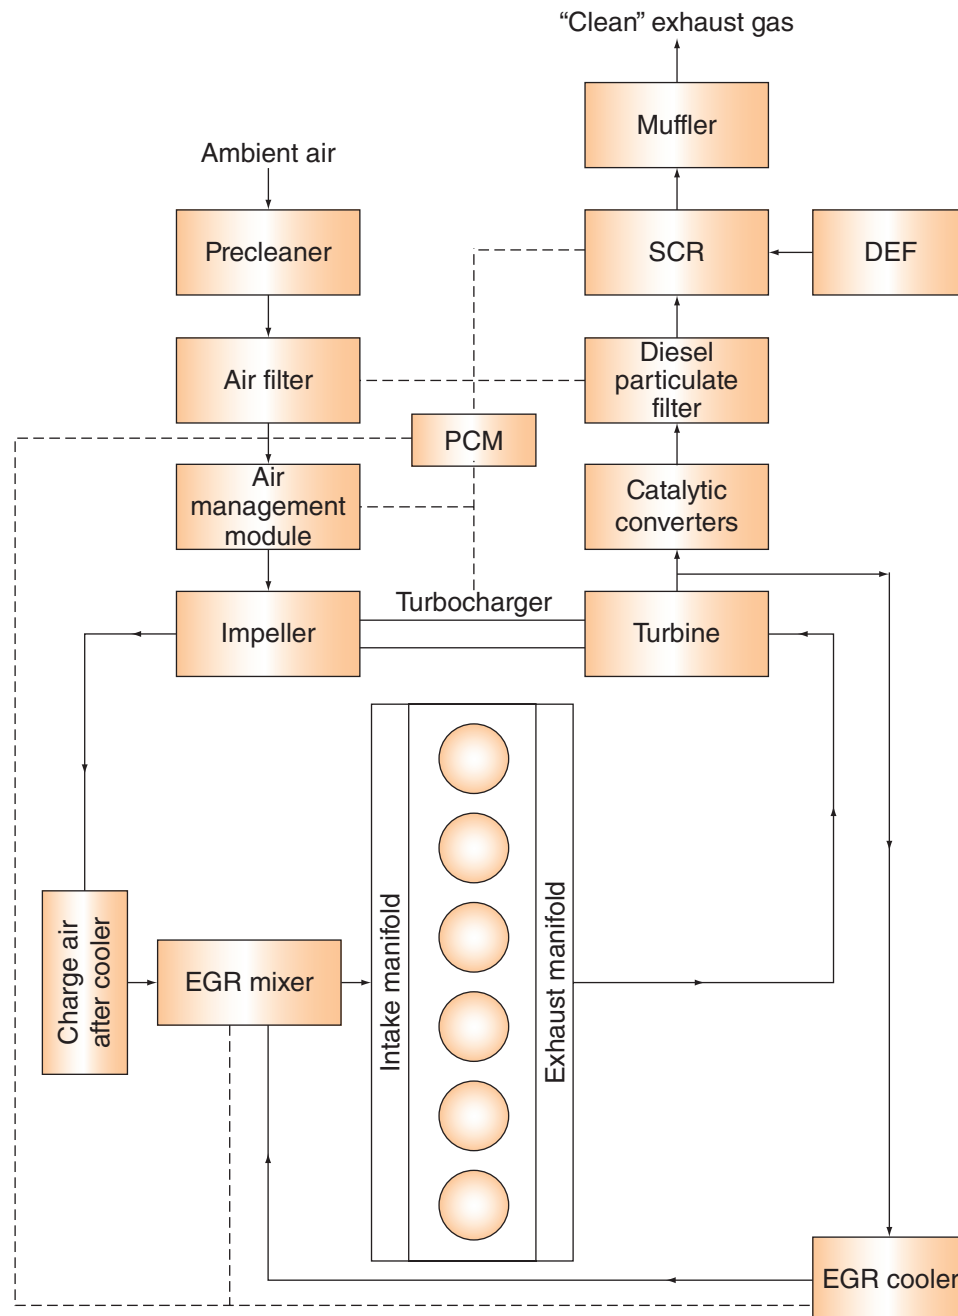 “Clean” exhaust gas
Muffler
Ambient air
Precleaner
SCR
DEF
Air filter
Diesel
particulate
filter
PCM
Air
management
module
Catalytic
converters
Turbocharger
Impeller
Turbine
Charge air
after cooler
EGR mixer
Intake manifold
Exhaust manifold
EGR cooler